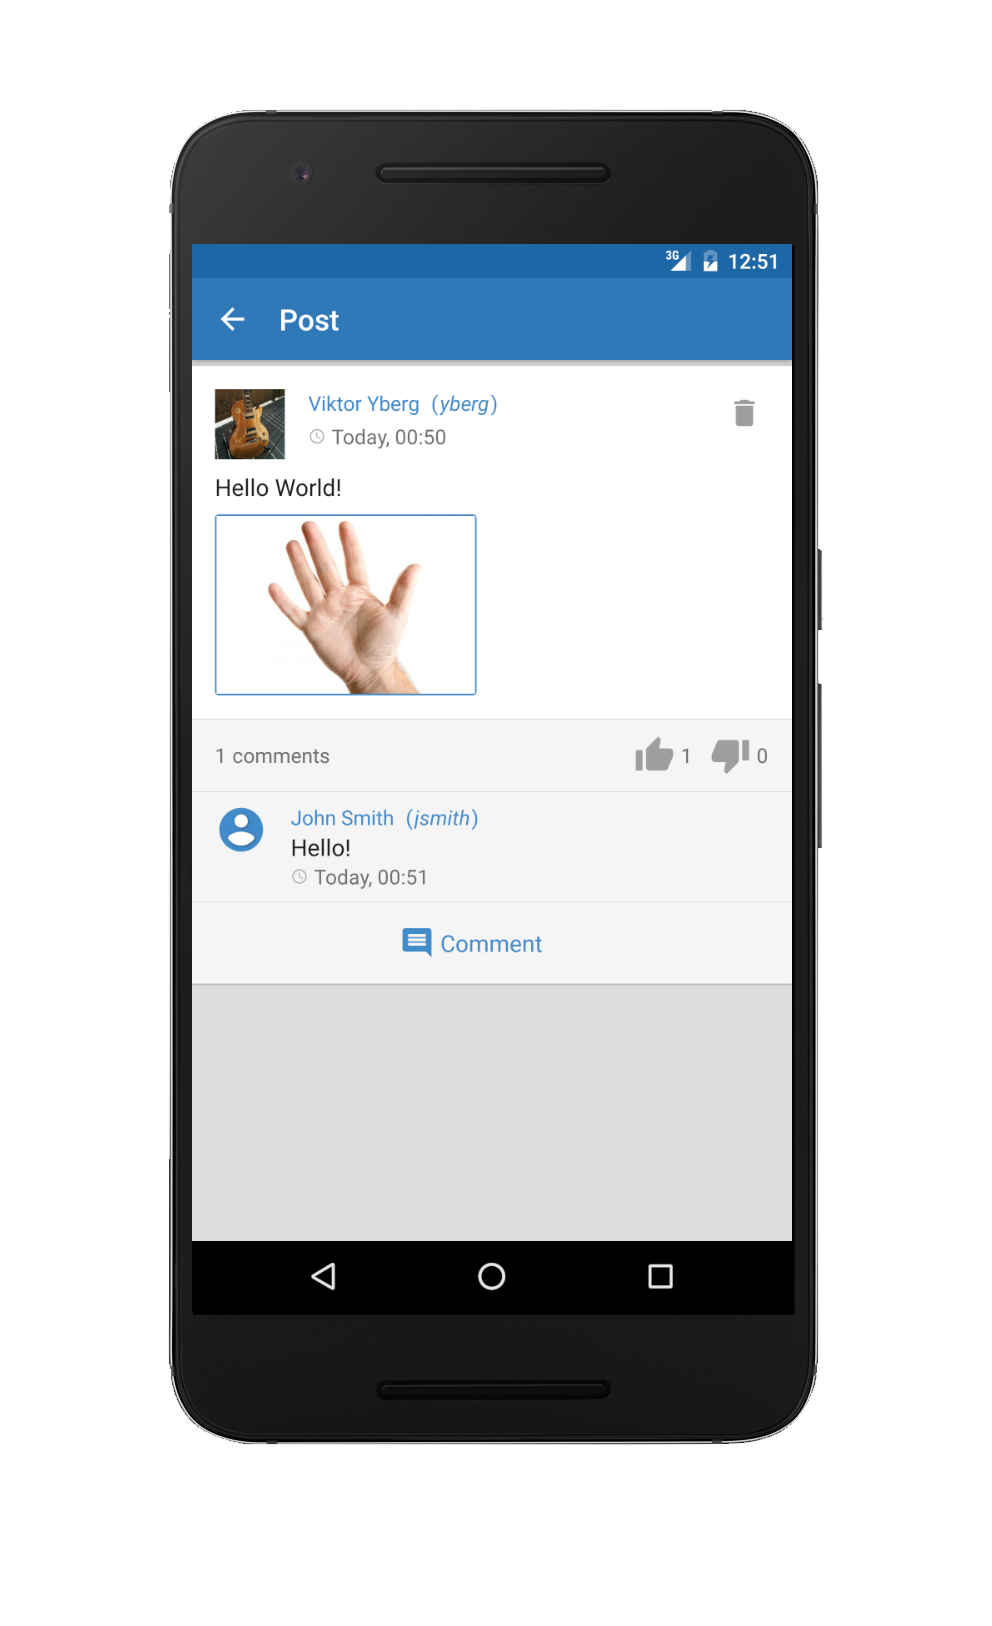 3G 12:51
Post
Viktor Yberg (yberg)
Today, 00:50
Hello World!
1 comments 1 0
John Smith (jsmith)
Hello!
Today, 00:51
Comment